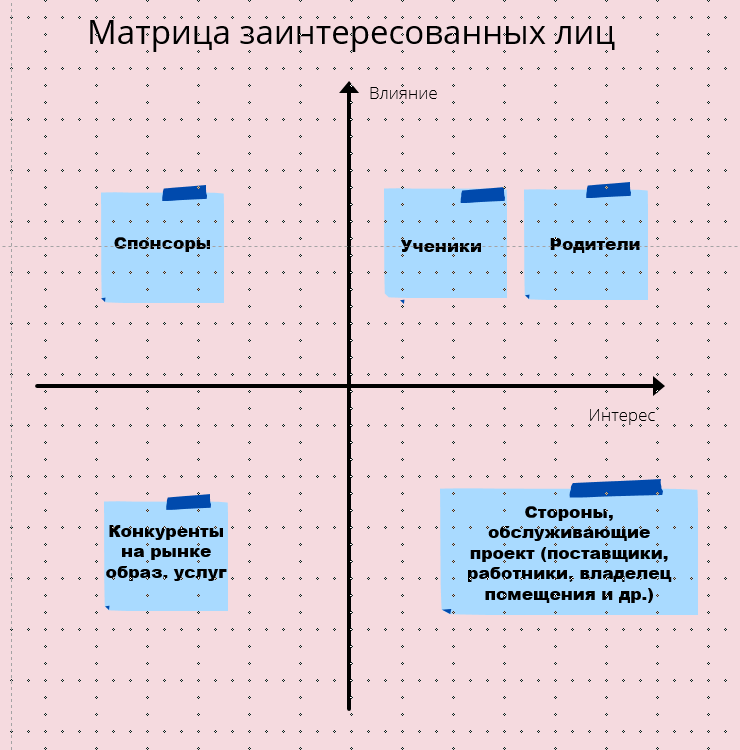 Матрица заинтересованных лиц
Влияние
Спонсоры
Ученики
Родители
Интерес
Конкуренты
на рынке
образ. услуг
Стороны,
обслуживающие
проект (поставщики,
работники, владелец
помещения и др.)